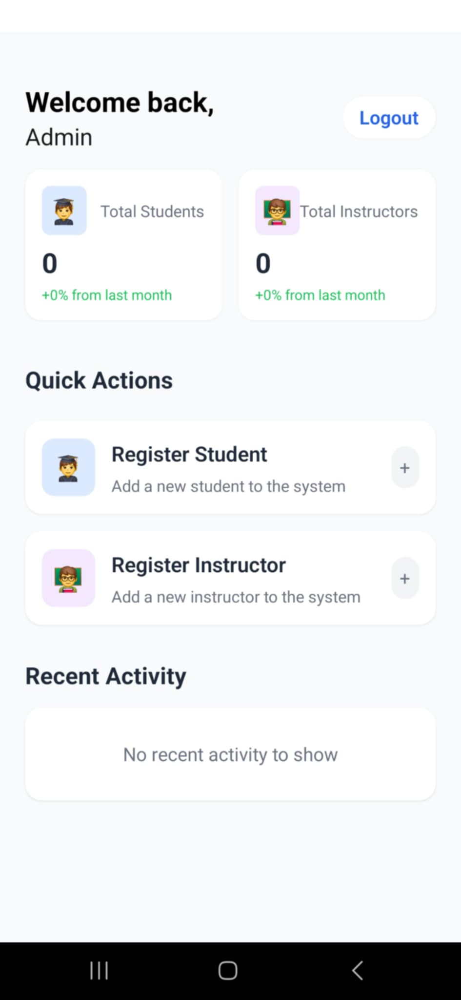 Welcome back,
Admin
Logout
Total Students
0
+0% from last month
Total Instructors
0
+0% from last month
Quick Actions
Register Student
Add a new student to the system
+
Register Instructor
Add a new instructor to the system
+
Recent Activity
No recent activity to show